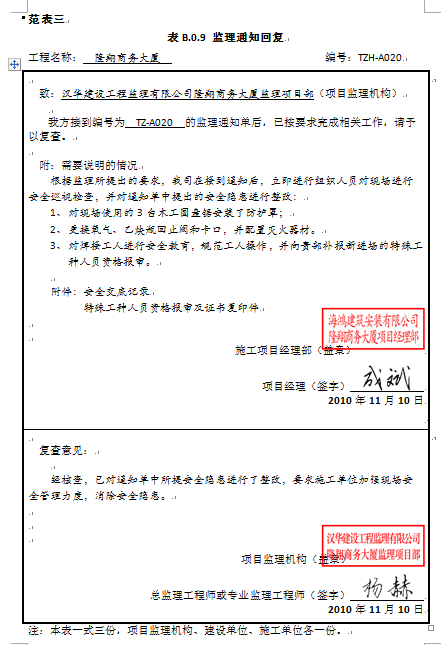 范表三
表 B.0.9 监理通知回复
工程名称： 隆翔商务大厦 编号：TZH-A020
致：汉华建设工程监理有限公司隆翔商务大厦监理项目部（项目监理机构）
我方接到编号为 TZ-A020 的监理通知单后，已按要求完成相关工作，请予
以复查。
附：需要说明的情况
根据监理所提出的要求，我司在接到通知后，立即进行组织人员对现场进行
安全巡视检查，并对通知单中提出的安全隐患进行整改：
1、 对现场使用的 3 台木工圆盘锯安装了防护罩；
2、 更换氧气、乙炔瓶回止阀和卡口，并配置灭火器材。
3、 对焊接工人进行安全教育，规范工人操作，并向贵部补报新进场的特殊工
种人员资格报审。
附件：安全交底记录
特殊工种人员资格报审及证书复印件
海鸿建筑安装有限公司
隆翔商务大厦项目经理部
施工项目经理部（盖章）
项目经理（签字） 成斌
2010 年 11 月 10 日
复查意见：
经检查，已对通知单中所提安全隐患进行了整改，要求施工单位加强现场安
全管理力度，消除安全隐患。
汉华建设工程监理有限公司
隆翔商务大厦监理项目部
项目监理机构（盖章）
总监理工程师或专业监理工程师（签字） 杨赫
2010 年 11 月 10 日
注：本表一式三份，项目监理机构、建设单位、施工单位各一份。